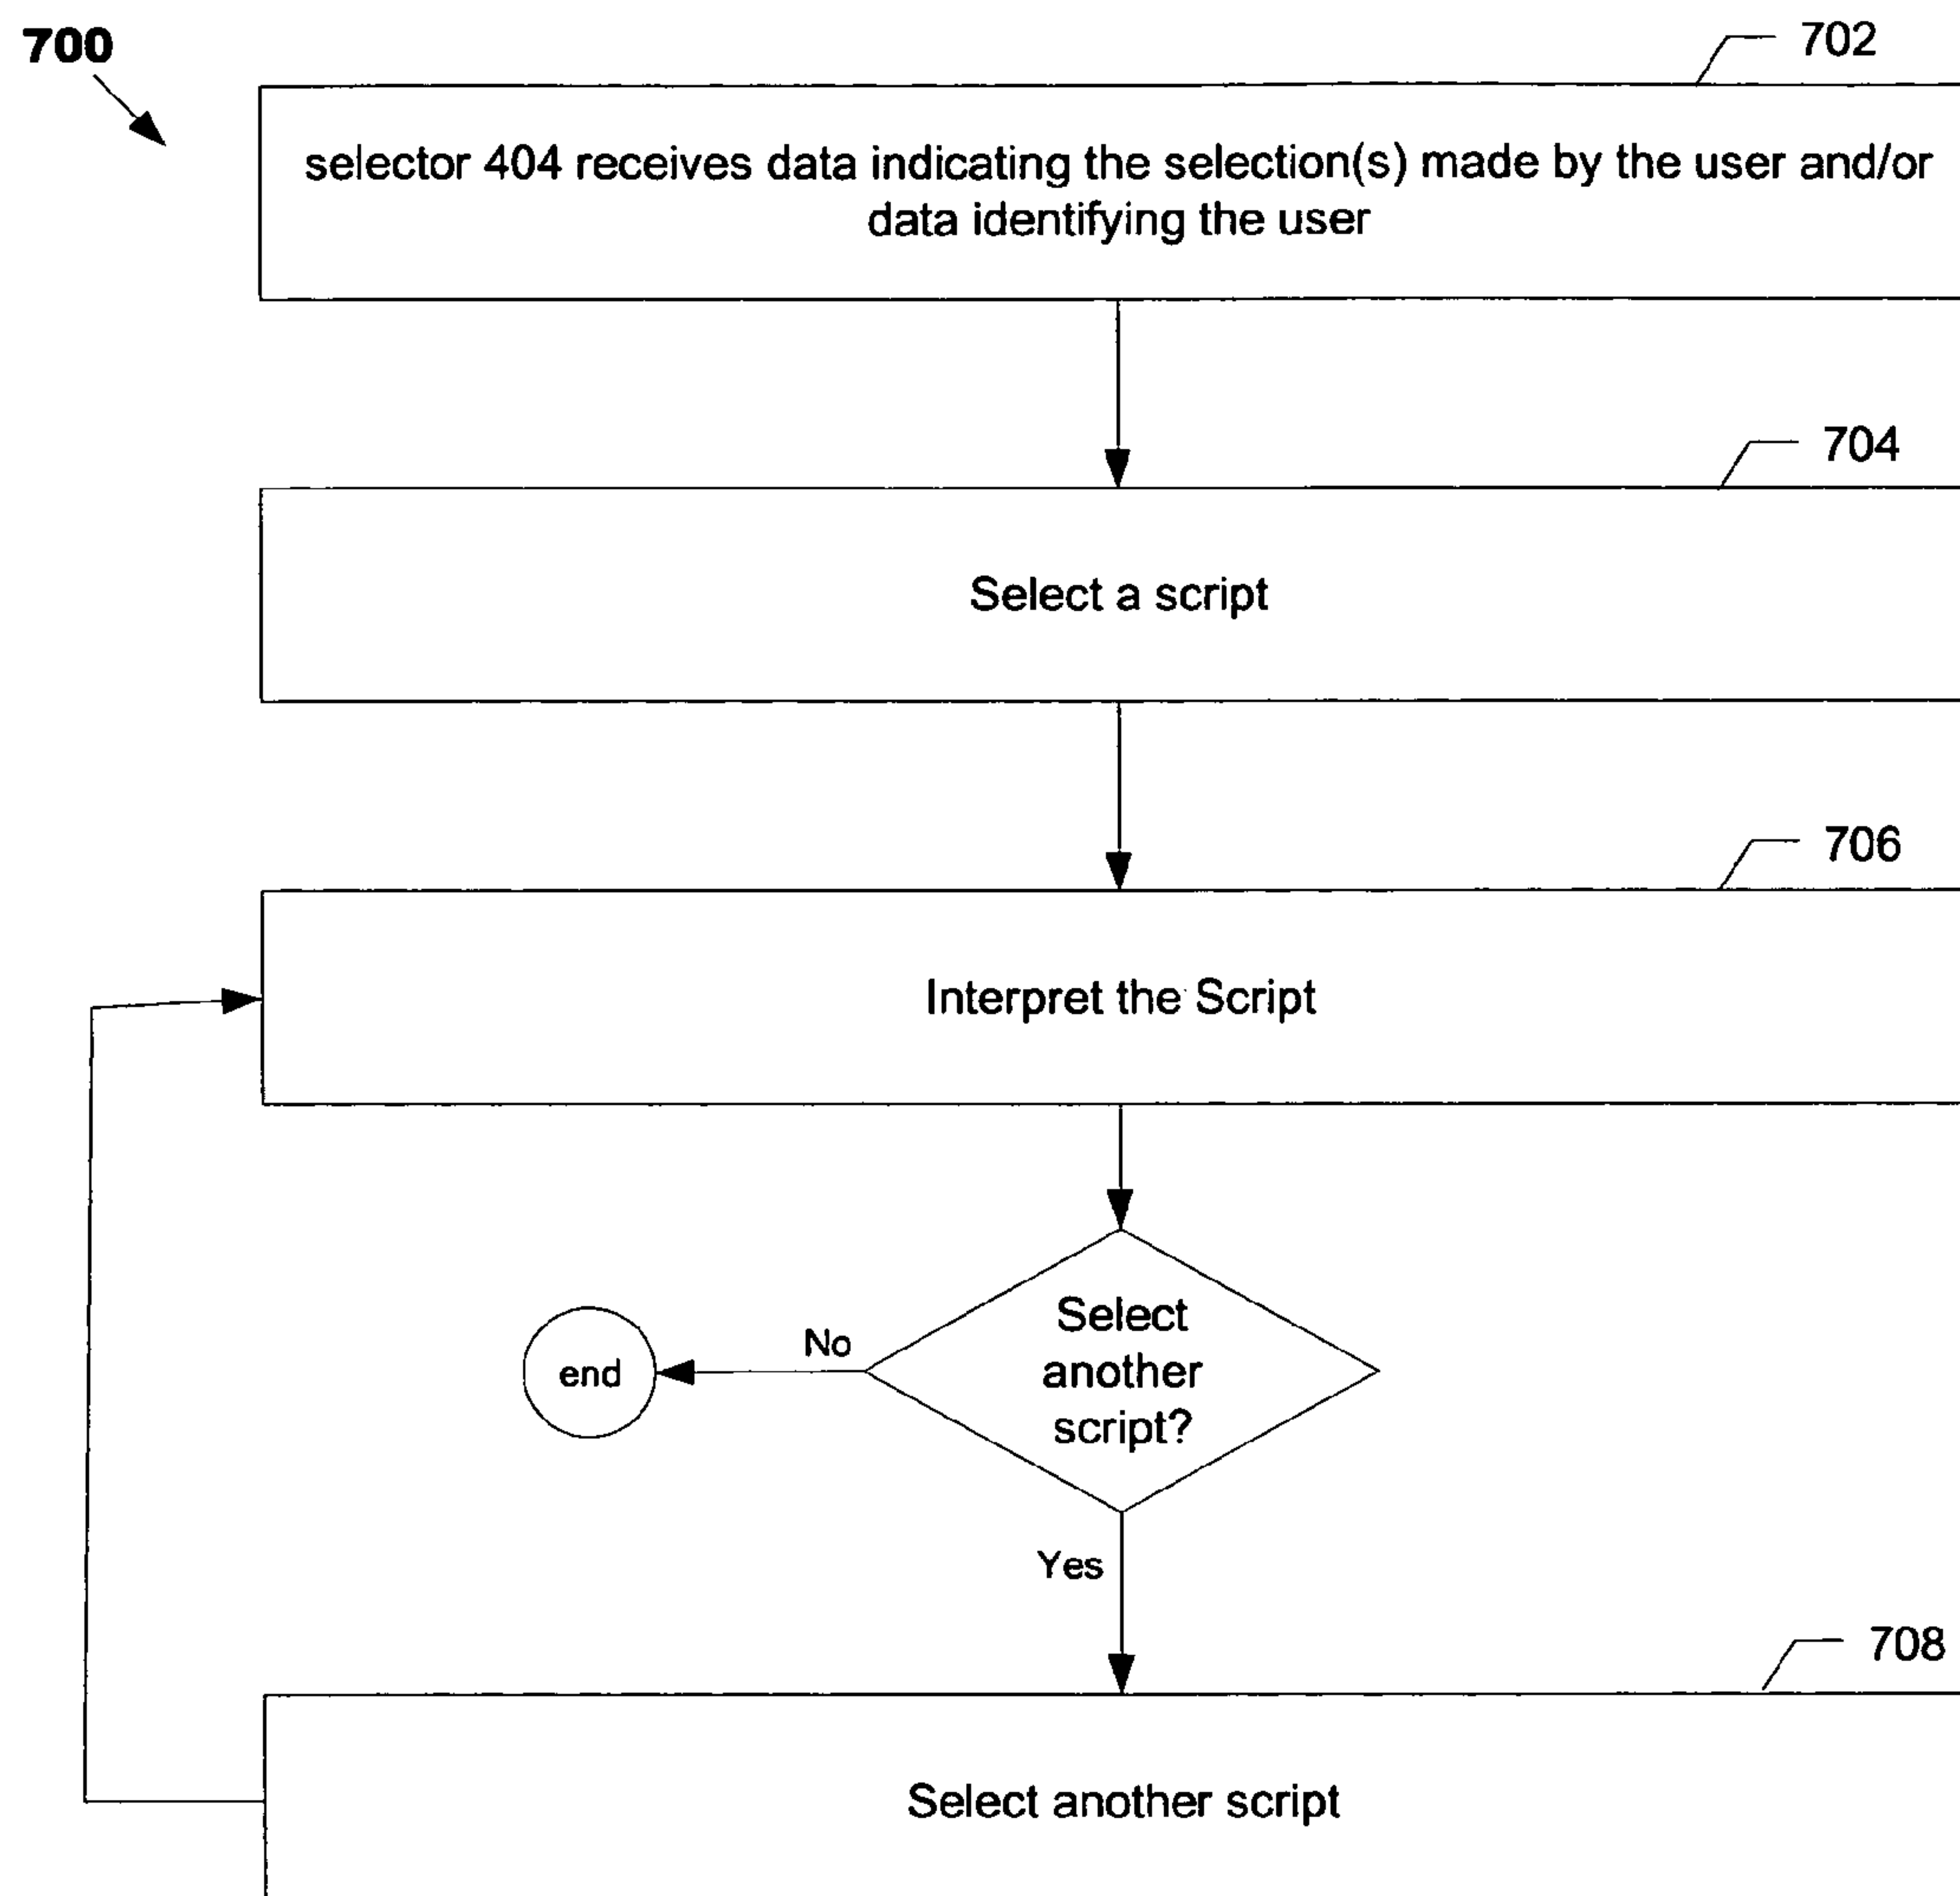 700
702
selector 404 receives data indicating the selection(s) made by the user and/or
data identifying the user
704
Select a script
706
Interpret the Script
Select
another
script?
No
end
Yes
708
Select another script